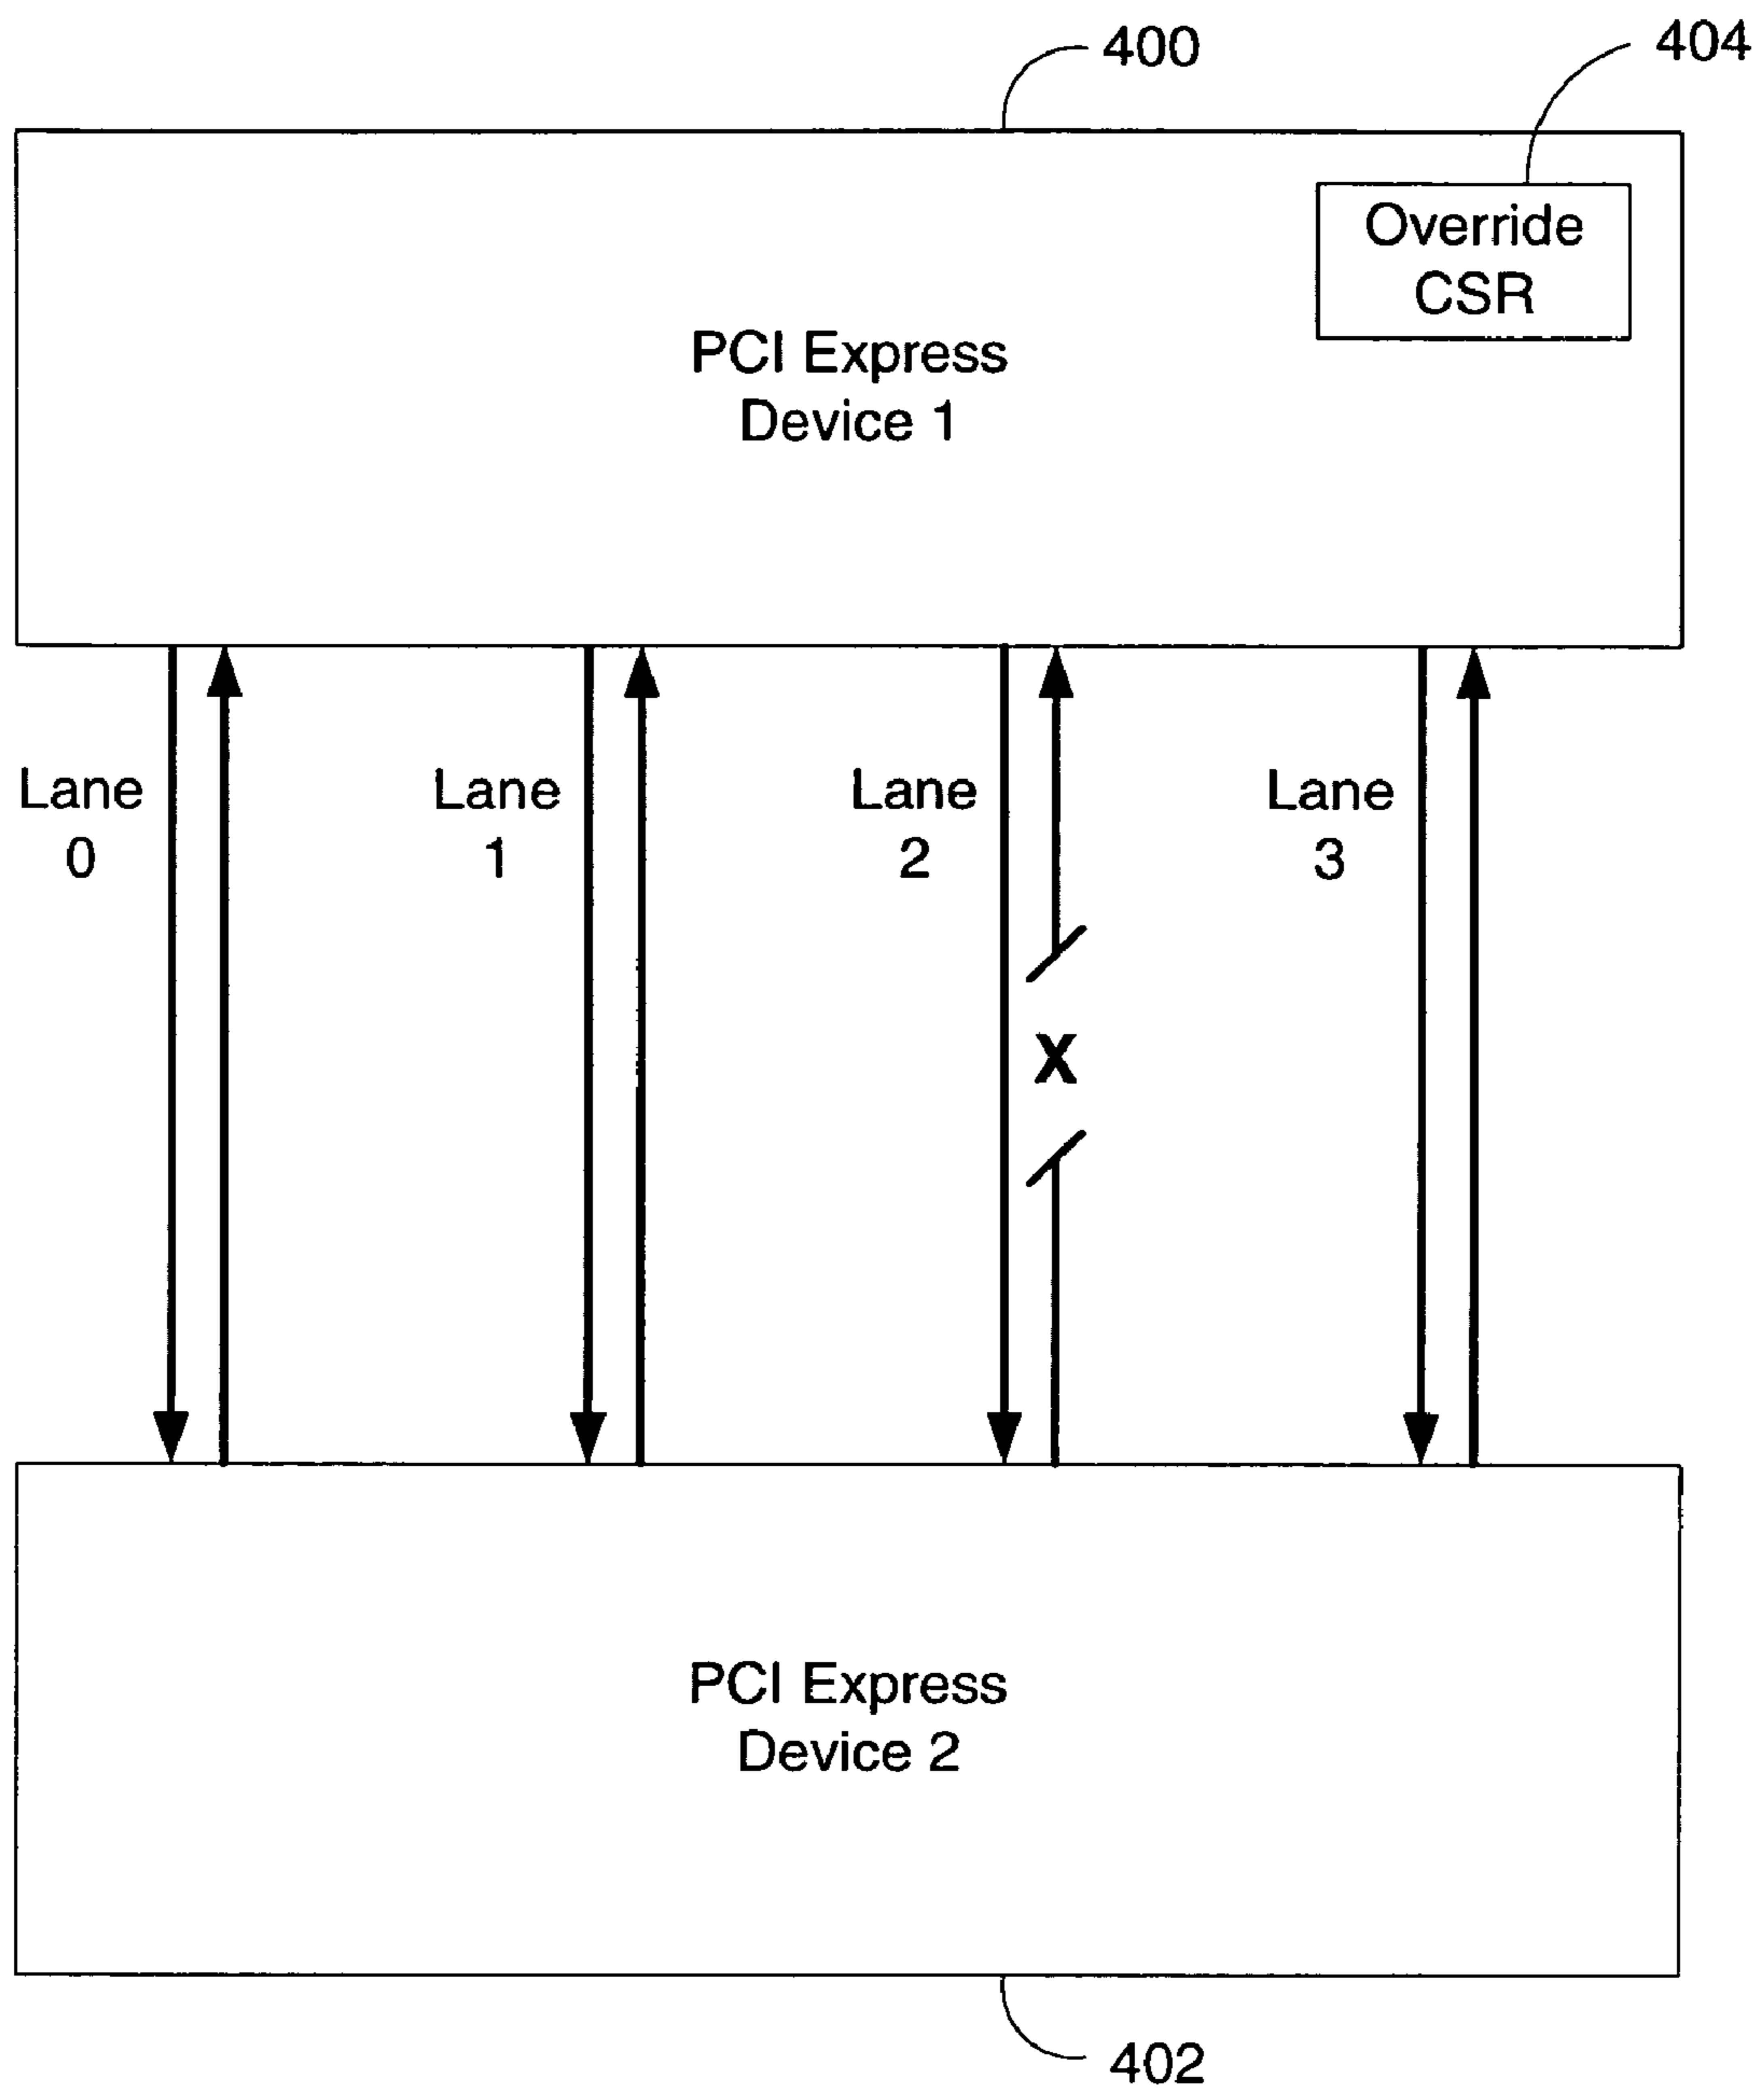 400
404
Override
CSR
PCI Express
Device 1
Lane
0
Lane
1
Lane
2
Lane
3
X
PCI Express
Device 2
402